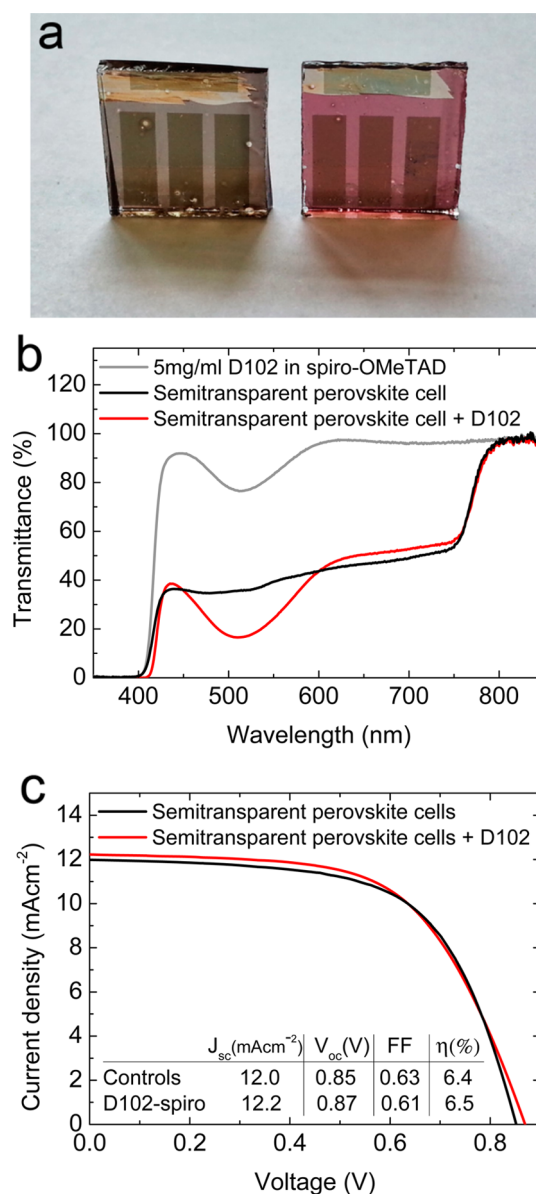 a
b
5mg/ml D102 in spiro-OMeTAD
Semitransparent perovskite cell
Semitransparent perovskite cell + D102
120
100
80
60
40
20
0
Transmittance (%)
400 500 600 700 800
Wavelength (nm)
c
Semitransparent perovskite cells
Semitransparent perovskite cells + D102
14
12
10
8
6
4
2
0
Current density (mAcm⁻²)
J_sc(mAcm⁻²) V_oc(V) FF η(%)
Controls 12.0 0.85 0.63 6.4
D102-spiro 12.2 0.87 0.61 6.5
0.0 0.2 0.4 0.6 0.8
Voltage (V)